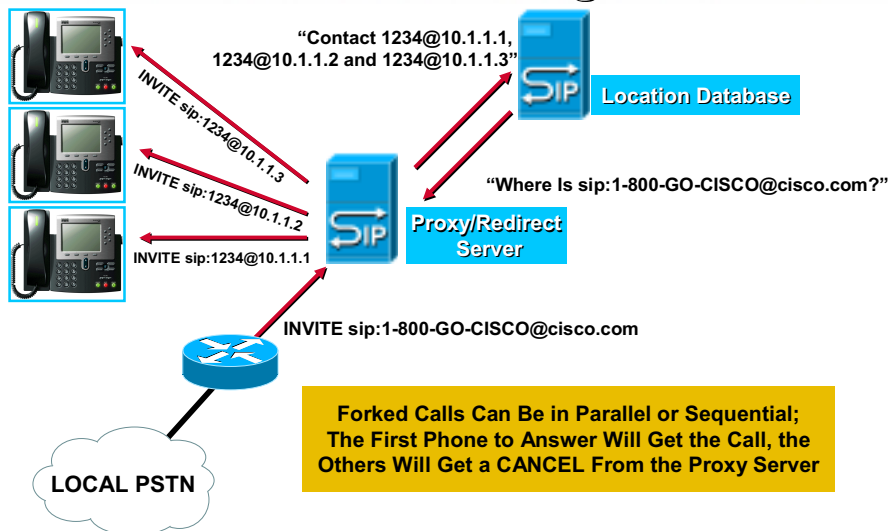 “Contact 1234@10.1.1.1,
1234@10.1.1.2 and 1234@10.1.1.3”
SIP
Location Database
INVITE sip:1234@10.1.1.3
INVITE sip:1234@10.1.1.2
INVITE sip:1234@10.1.1.1
“Where Is sip:1-800-GO-CISCO@cisco.com?”
SIP
Proxy/Redirect
Server
INVITE sip:1-800-GO-CISCO@cisco.com
Forked Calls Can Be in Parallel or Sequential;
The First Phone to Answer Will Get the Call, the
Others Will Get a CANCEL From the Proxy Server
LOCAL PSTN